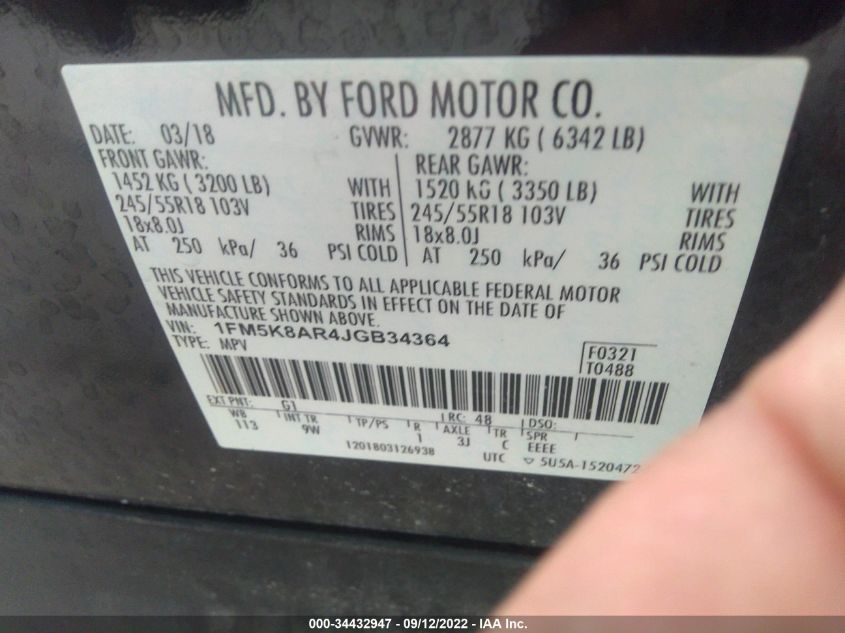 MFD. BY FORD MOTOR CO.
DATE: 03/18 GVWR: 2877 KG ( 6342 LB)
FRONT GAWR: REAR GAWR:
1452 KG ( 3200 LB) WITH 1520 KG ( 3350 LB) WITH
245/55R18 103V TIRES 245/55R18 103V TIRES
18x8.0J RIMS 18x8.0J RIMS
AT 250 kPa/ 36 PSI COLD AT 250 kPa/ 36 PSI COLD
THIS VEHICLE CONFORMS TO ALL APPLICABLE FEDERAL MOTOR
VEHICLE SAFETY STANDARDS IN EFFECT ON THE DATE OF
MANUFACTURE SHOWN ABOVE.
VIN: 1FM5K8AR4JGB34364
TYPE: MPV
F0321
T0488
EXT PNT: G1 RC: 48 DSO:
WB INT TR TP/PS R AXLE TR SPR
113 9W 1 3J C EEEE
1201803126938 UTC ▽ 5U5A-1520472
000-34432947 - 09/12/2022 - IAA Inc.